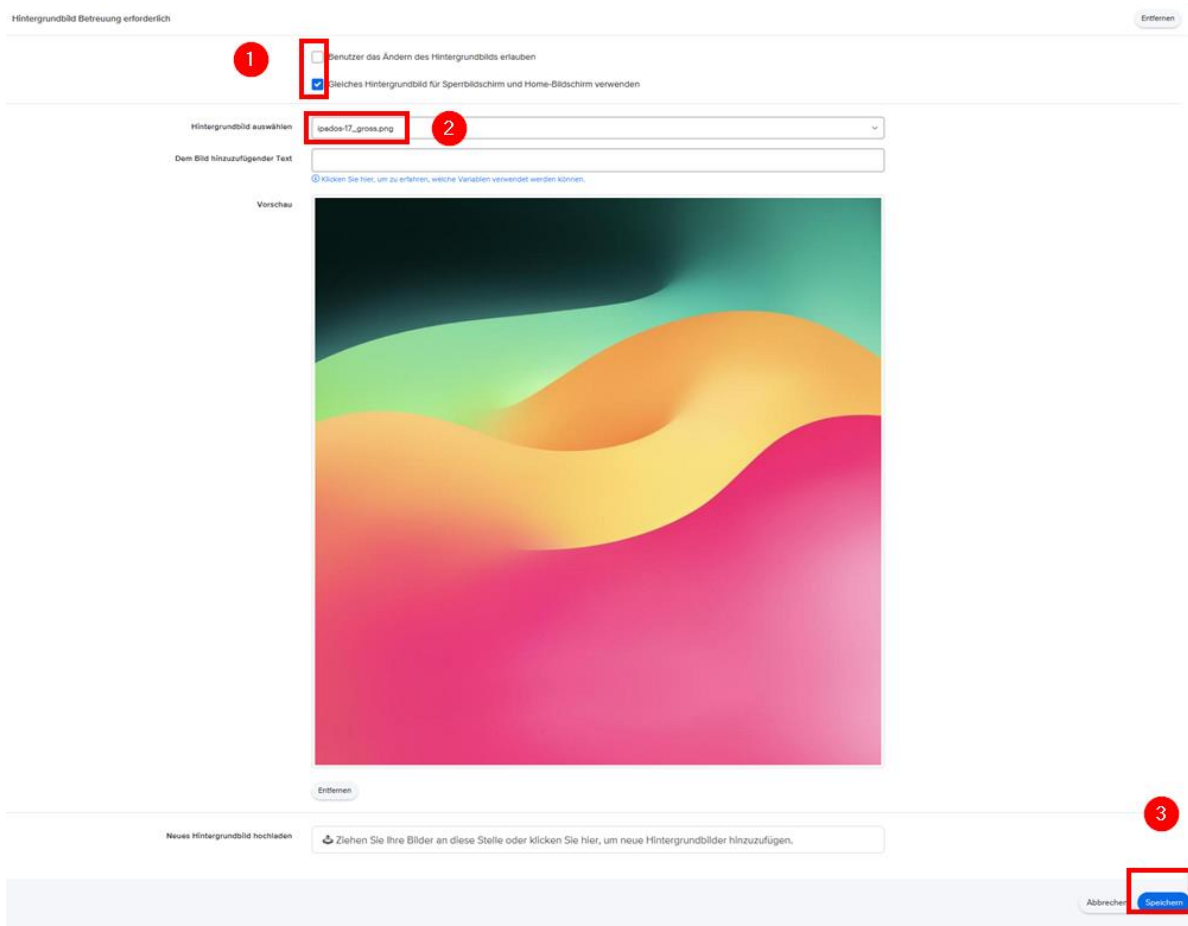 Hintergrundbild Betreuung erforderlich
Entfernen
1
Benutzer das Ändern des Hintergrundbilds erlauben
Gleiches Hintergrundbild für Sperrbildschirm und Home-Bildschirm verwenden
Hintergrundbild auswählen
ipados-17_gross.png
2
Dem Bild hinzuzufügender Text
Klicken Sie hier, um zu erfahren, welche Variablen verwendet werden können.
Vorschau
Entfernen
3
Neues Hintergrundbild hochladen
Ziehen Sie Ihre Bilder an diese Stelle oder klicken Sie hier, um neue Hintergrundbilder hinzuzufügen.
Abbrechen
Speichern